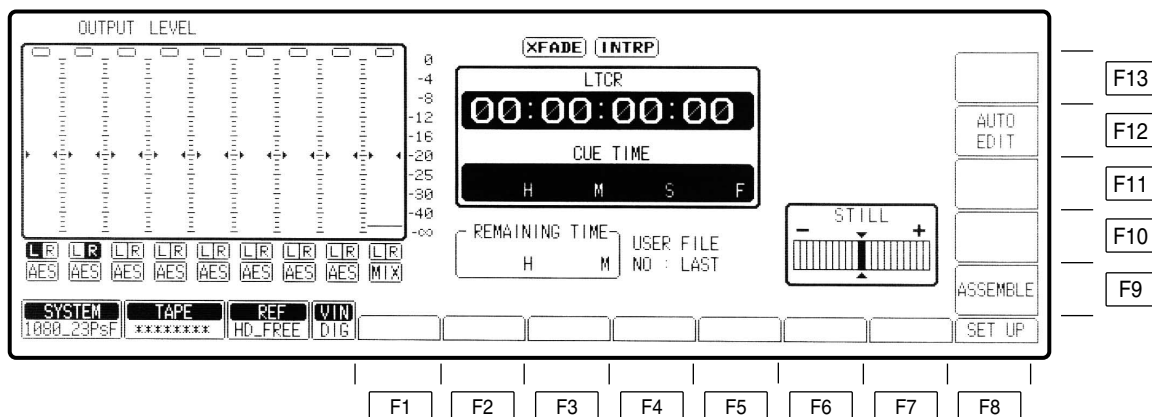 OUTPUT LEVEL
XFADE INTRP
0
-4
-8
-12
-16
-20
-25
-30
-40
-∞
LTCR
00:00:00:00
CUE TIME
H M S F
REMAINING TIME
H M
USER FILE
NO : LAST
STILL
- +
L R L R L R L R L R L R L R L R L R
AES AES AES AES AES AES AES AES MIX
SYSTEM TAPE REF VIN
1080_23PsF ******** HD_FREE DIG
AUTO
EDIT
ASSEMBLE
SET UP
F13
F12
F11
F10
F9
F1 F2 F3 F4 F5 F6 F7 F8